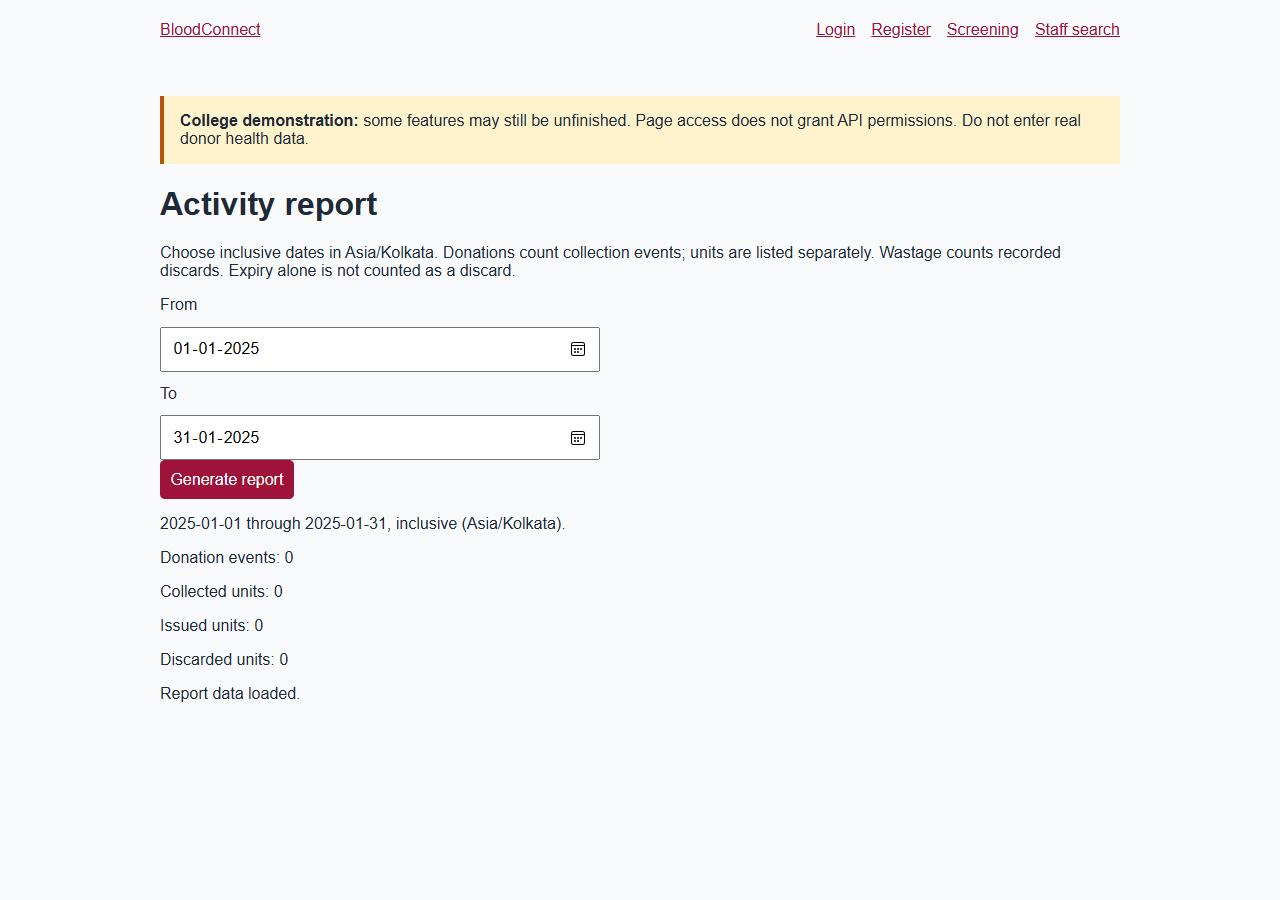 BloodConnect
Login Register Screening Staff search
College demonstration: some features may still be unfinished. Page access does not grant API permissions. Do not enter real
donor health data.
Activity report
Choose inclusive dates in Asia/Kolkata. Donations count collection events; units are listed separately. Wastage counts recorded
discards. Expiry alone is not counted as a discard.
From
01-01-2025
To
31-01-2025
Generate report
2025-01-01 through 2025-01-31, inclusive (Asia/Kolkata).
Donation events: 0
Collected units: 0
Issued units: 0
Discarded units: 0
Report data loaded.